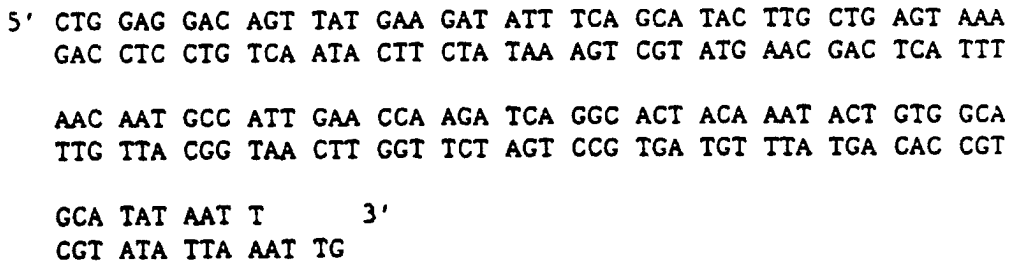 5' CTG GAG GAC AGT TAT GAA GAT ATT TCA GCA TAC TTG CTG AGT AAA
GAC CTC CTG TCA ATA CTT CTA TAA AGT CGT ATG AAC GAC TCA TTT
AAC AAT GCC ATT GAA CCA AGA TCA GGC ACT ACA AAT ACT GTG GCA
TTG TTA CGG TAA CTT GGT TCT AGT CCG TGA TGT TTA TGA CAC CGT
GCA TAT AAT T 3'
CGT ATA TTA AAT TG